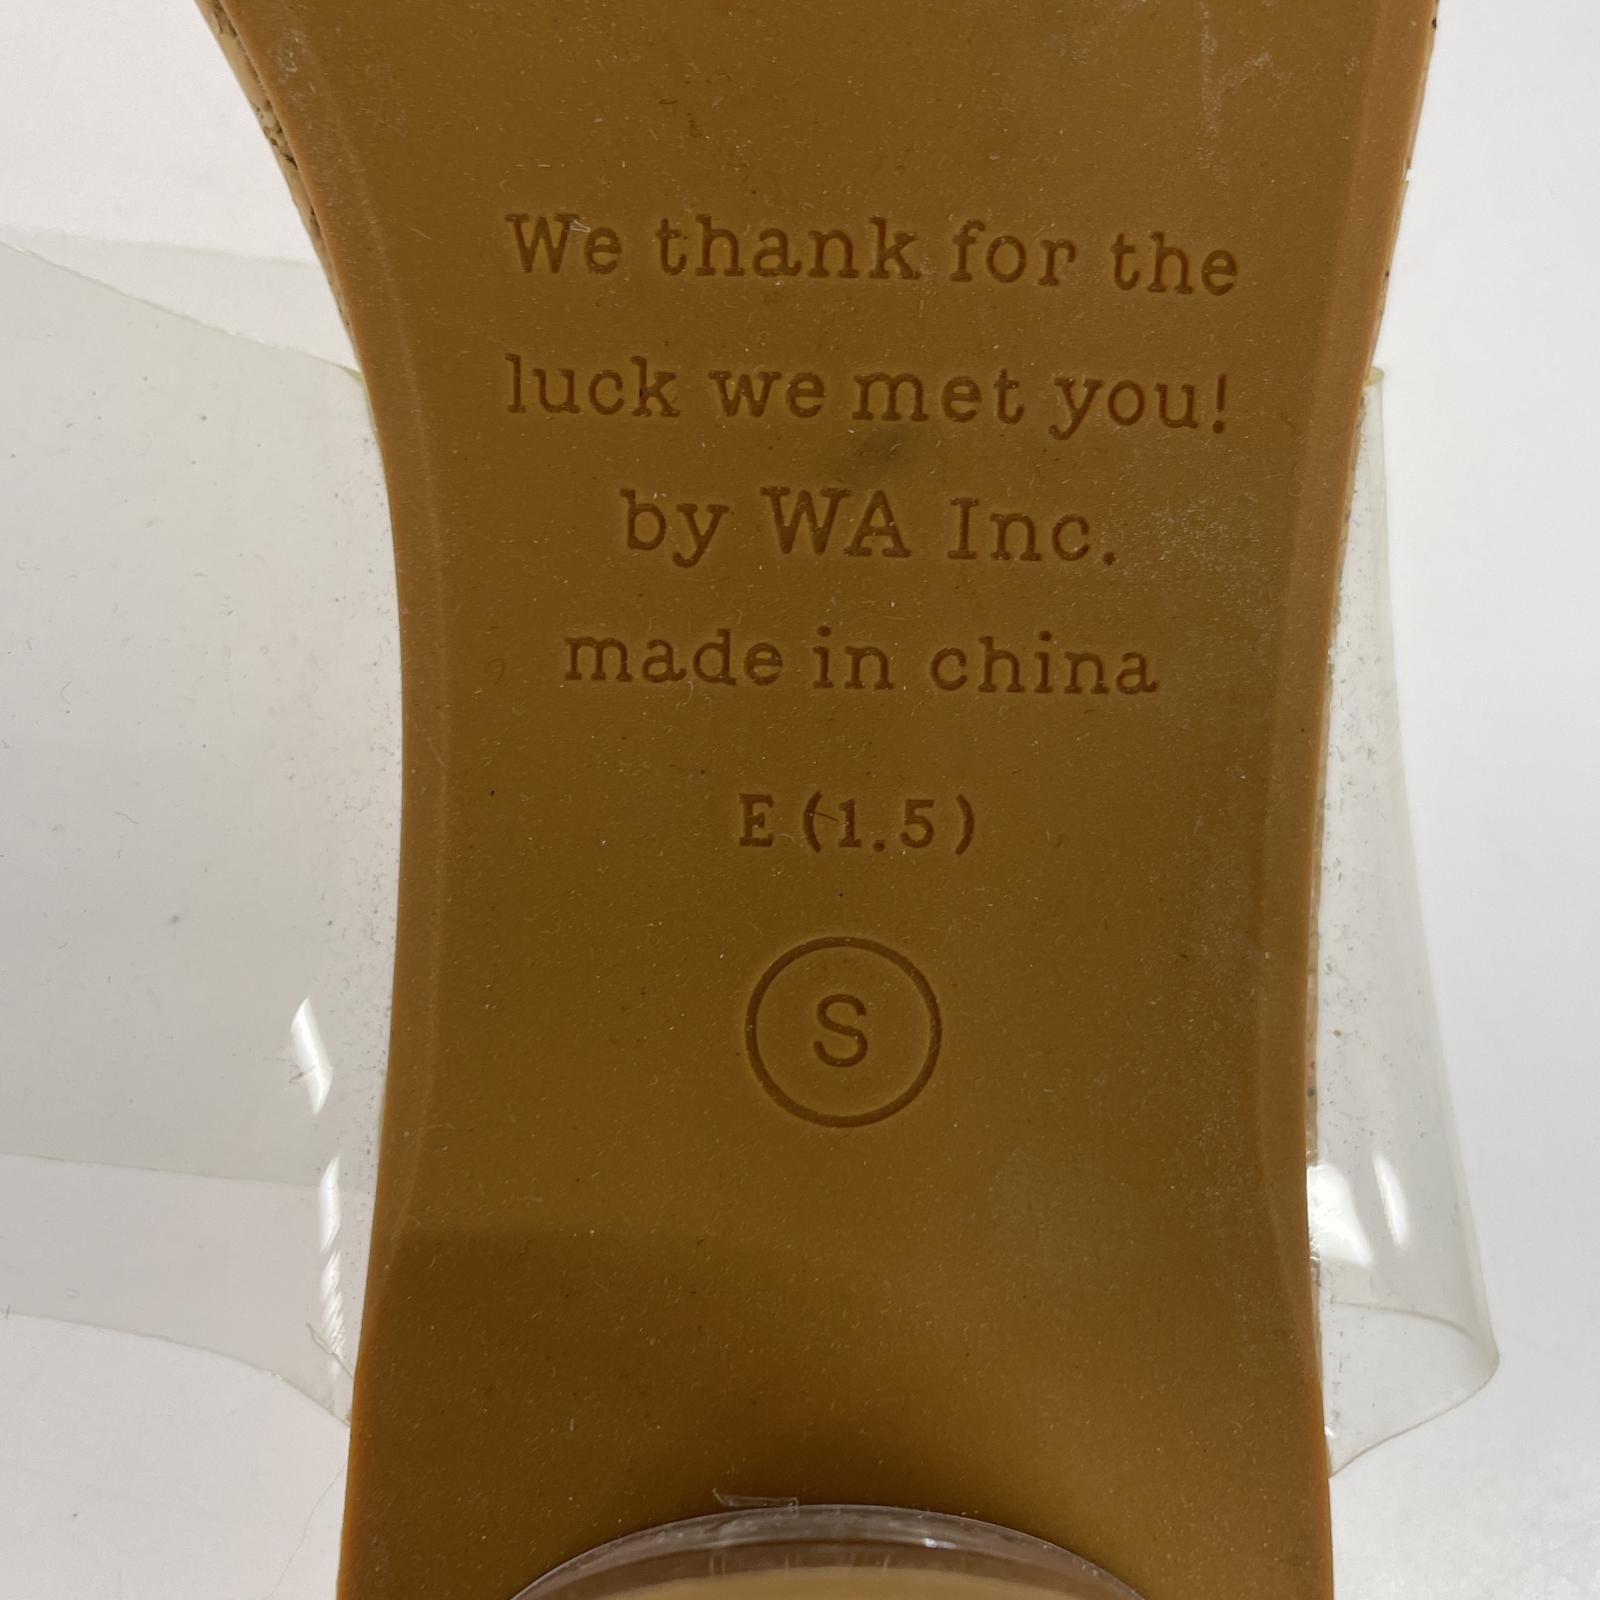 We thank for the
luck we met you!
by WA Inc.
made in china
E (1.5)
S